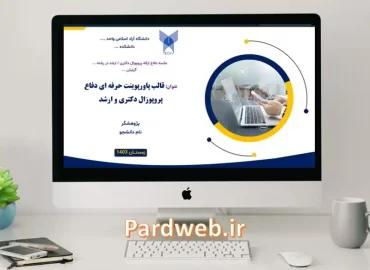 دانشگاه آزاد اسلامی واحد ....
دانشکده ...
جلسه دفاع ارائه پروپوزال دکتری / ارشد در رشته ...
گرایش ...
عنوان: قالب پاورپوینت حرفه ای دفاع
پروپوزال دکتری و ارشد
پژوهشگر
نام دانشجو
زمستان 1403
Pardweb.ir